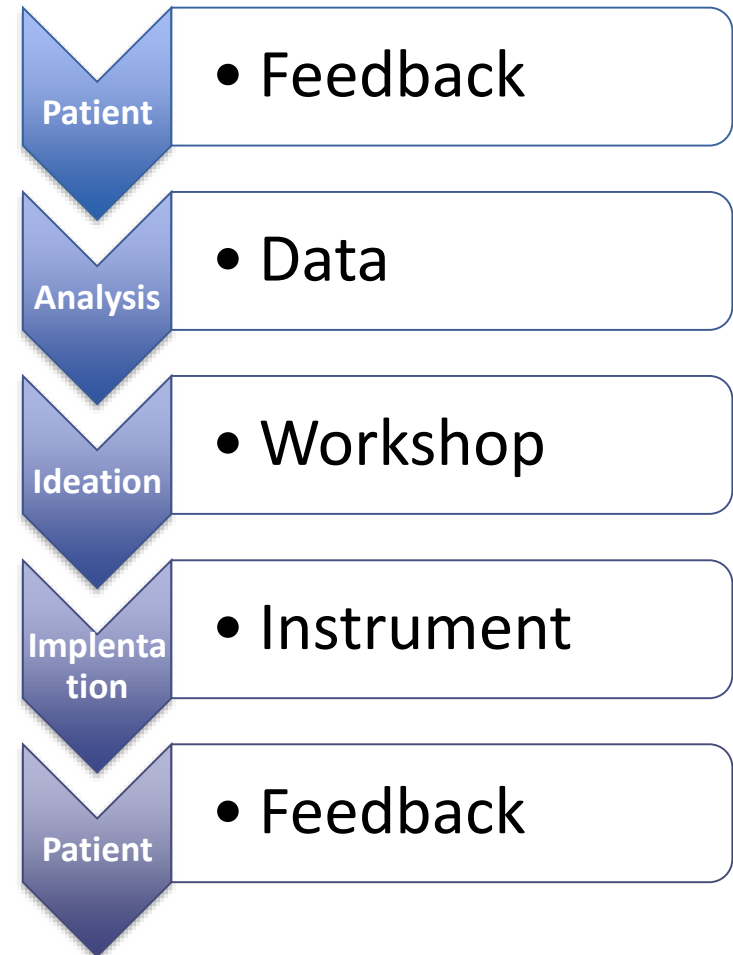 Patient
• Feedback
Analysis
• Data
Ideation
• Workshop
Implenta
tion
• Instrument
Patient
• Feedback